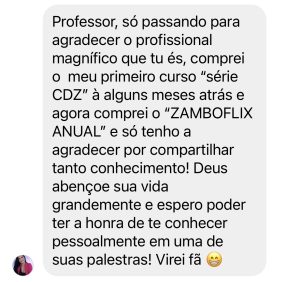 Professor, só passando para
agradecer o profissional
magnífico que tu és, comprei
o  meu primeiro curso “série
CDZ” à alguns meses atrás e
agora comprei o “ZAMBOFLIX
ANUAL” e só tenho a
agradecer por compartilhar
tanto conhecimento! Deus
abençoe sua vida
grandemente e espero poder
ter a honra de te conhecer
pessoalmente em uma de
suas palestras! Virei fã 😁